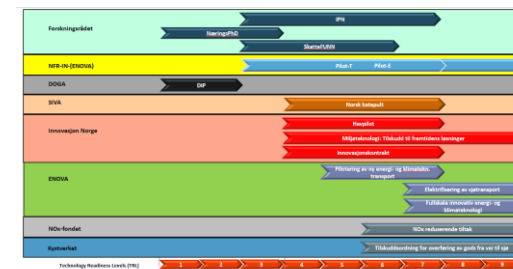 Forskningsrådet
IPN
NæringsPhD
SkatteFUNN
NFR-IN-(ENOVA)
Pilot-T Pilot-E
DOGA
DIP
SIVA
Norsk katapult
Innovasjon Norge
Havpilot
Miljøteknologi: Tilskudd til fremtidens løsninger
Innovasjonskontrakt
ENOVA
Pilotering av ny energi- og klimatekn.
transport
Elektrifisering av sjøtransport
Fullskala innovativ energi- og
klimateknologi
NOx-fondet
NOx reduserende tiltak
Kystverket
Tilskuddsordning for overføring av gods fra vei til sjø
Technology Readiness Levels (TRL)
1 2 3 4 5 6 7 8 9